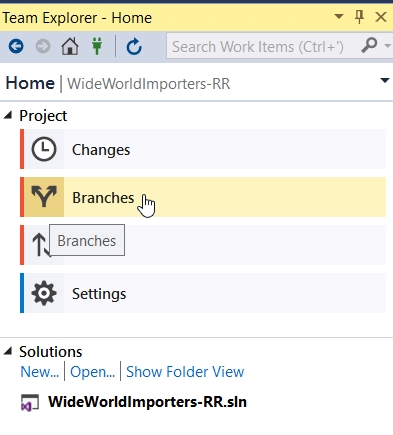 Team Explorer - Home
Search Work Items (Ctrl+')
Home | WideWorldImporters-RR
Project
Changes
Branches
Branches
Settings
Solutions
New... | Open... | Show Folder View
WideWorldImporters-RR.sln